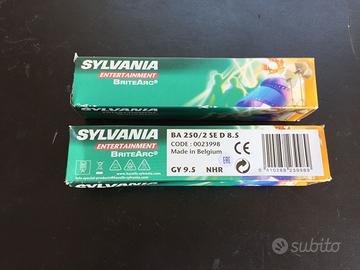 SYLVANIA
ENTERTAINMENT
BRITEARC®
SYLVANIA
ENTERTAINMENT
BRITEARC®
BA 250/2 SE D 8.5
CODE : 0023998
Made in Belgium
GY 9.5 NHR
subito